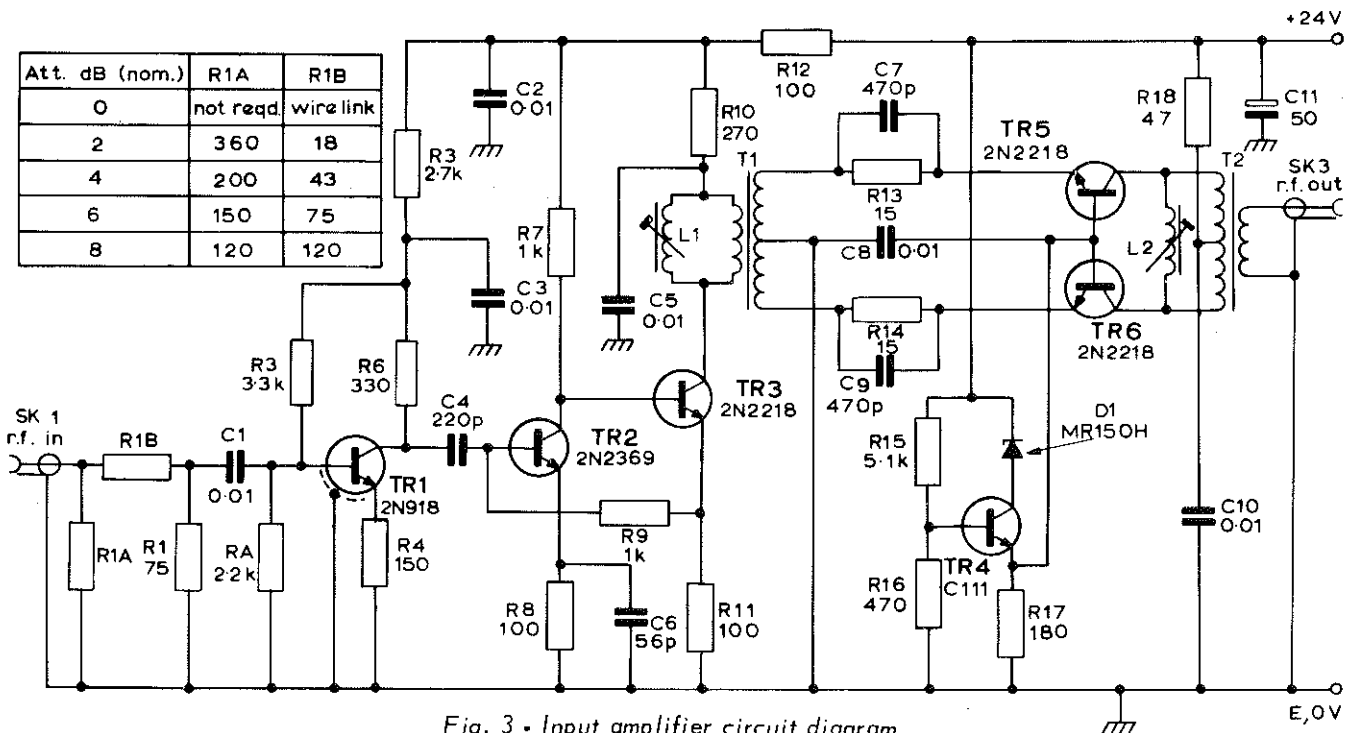 +24V
Att. dB (nom.) R1A R1B
0 not reqd. wire link
2 360 18
4 200 43
6 150 75
8 120 120
C2
0·01
R3
2.7k
R10
270
R12
100
C7
470p
R13
15
TR5
2N2218
R18
47
C11
50
T1
T2
SK3
r.f. out
R7
1k
L1
C8
0·01
L2
C3
0·01
C5
0·01
R14
15
C9
470p
TR6
2N2218
R3
3·3k
R6
330
C4
220p
TR3
2N2218
D1
MR150H
SK 1
r.f. in
R1B
C1
0·01
TR1
2N918
TR2
2N2369
R15
5·1k
R9
1k
R1A
R1
75
RA
2·2k
R4
150
R8
100
C6
56p
R11
100
R16
470
TR4
C111
R17
180
C10
0·01
E,0V
Fig. 3 - Input amplifier circuit diagram